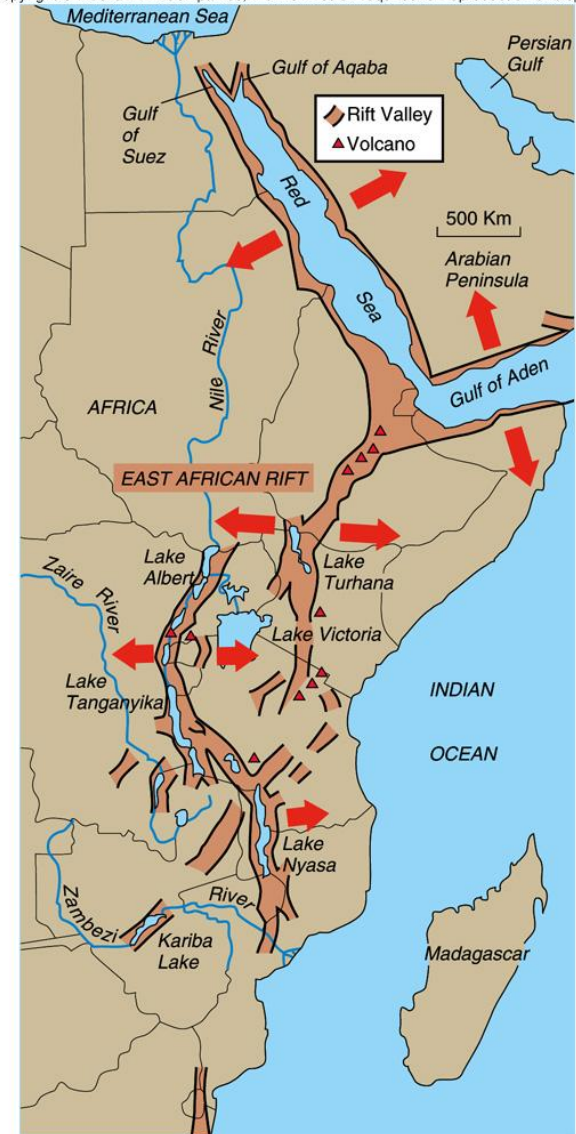 Mediterranean Sea
Gulf of Aqaba
Persian
Gulf
Gulf
of
Suez
Rift Valley
Volcano
Red
Sea
500 Km
Arabian
Peninsula
Nile River
Gulf of Aden
AFRICA
EAST AFRICAN RIFT
Lake
Albert
Lake
Turhana
Zaire River
Lake Victoria
Lake
Tanganyika
INDIAN
OCEAN
Lake
Nyasa
Zambezi River
Kariba
Lake
Madagascar